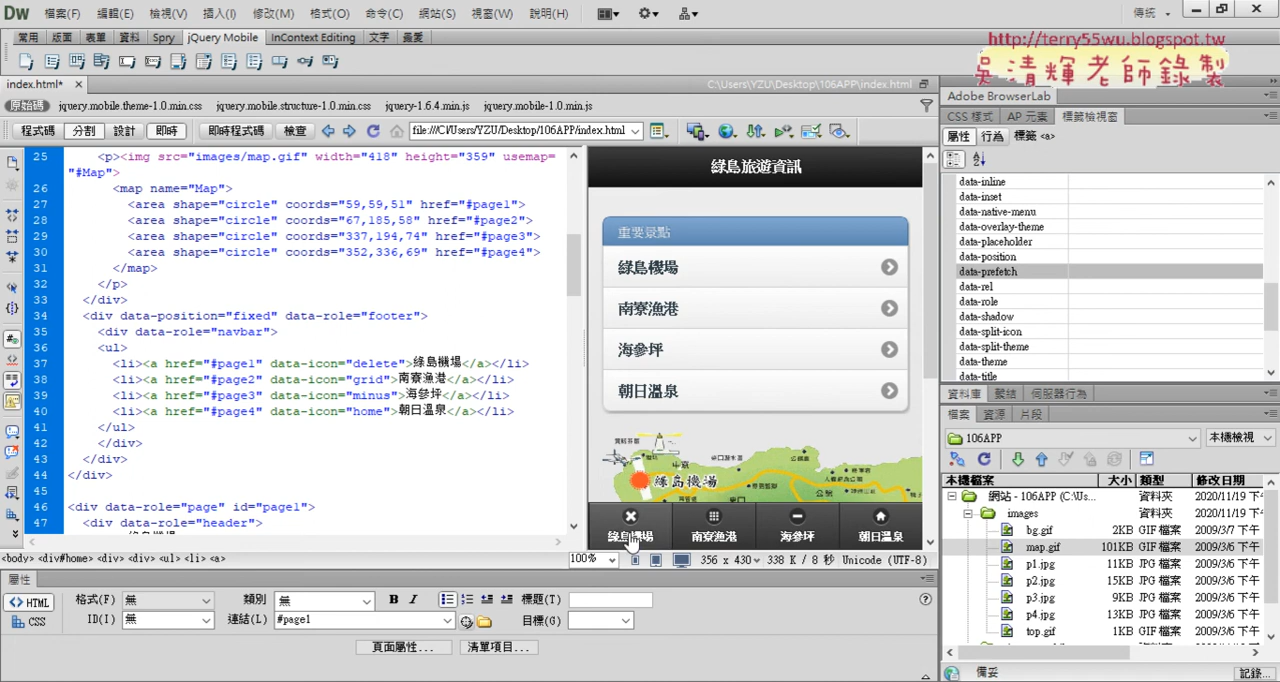 Dw 檔案(F) 編輯(E) 檢視(V) 插入(I) 修改(M) 格式(O) 命令(C) 網站(S) 視窗(W) 說明(H) 傳統
常用 版面 表單 資料 Spry jQuery Mobile InContext Editing 文字 最愛
http://terry55wu.blogspot.tw
吳清輝老師錄製
index.html* C:\Users\YZU\Desktop\106APP\index.html
原始碼 jquery.mobile.theme-1.0.min.css jquery.mobile.structure-1.0.min.css jquery-1.6.4.min.js jquery.mobile-1.0.min.js
程式碼 分割 設計 即時 即時程式碼 檢查 file:///C|/Users/YZU/Desktop/106APP/index.html
25 <p><img src="images/map.gif" width="418" height="359" usemap=
"#Map">
26 <map name="Map">
27 <area shape="circle" coords="59,59,51" href="#page1">
28 <area shape="circle" coords="67,185,58" href="#page2">
29 <area shape="circle" coords="337,194,74" href="#page3">
30 <area shape="circle" coords="352,336,69" href="#page4">
31 </map>
32 </p>
33 </div>
34 <div data-position="fixed" data-role="footer">
35 <div data-role="navbar">
36 <ul>
37 <li><a href="#page1" data-icon="delete">綠島機場</a></li>
38 <li><a href="#page2" data-icon="grid">南寮漁港</a></li>
39 <li><a href="#page3" data-icon="minus">海參坪</a></li>
40 <li><a href="#page4" data-icon="home">朝日溫泉</a></li>
41 </ul>
42 </div>
43 </div>
44 </div>
45
46 <div data-role="page" id="page1">
47 <div data-role="header">
綠島旅遊資訊
重要景點
綠島機場
南寮漁港
海參坪
朝日溫泉
綠島機場
綠島機場 南寮漁港 海參坪 朝日溫泉
<body> <div#home> <div> <div> <ul> <li> <a>
100% 356 x 430 338 K / 8 秒 Unicode (UTF-8)
屬性
<> HTML 格式(F) 無 類別 無 B I 標題(T)
CSS ID(I) 無 連結(L) #page1 目標(G)
頁面屬性... 清單項目...
Adobe BrowserLab
CSS 樣式 AP 元素 標籤檢視窗
屬性 行為 標籤 <a>
data-inline
data-inset
data-native-menu
data-overlay-theme
data-placeholder
data-position
data-prefetch
data-rel
data-role
data-shadow
data-split-icon
data-split-theme
data-theme
data-title
資料庫 繫結 伺服器行為
檔案 資源 片段
106APP 本機檢視
本機檔案 大小 類型 修改日期
網站 - 106APP (C:\Us... 資料夾 2020/11/19 下
images 資料夾 2020/11/19 下
bg.gif 2KB GIF 檔案 2009/3/7 下午
map.gif 101KB GIF 檔案 2009/3/6 下午
p1.jpg 11KB JPG 檔案 2009/3/6 下午
p2.jpg 15KB JPG 檔案 2009/3/6 下午
p3.jpg 9KB JPG 檔案 2009/3/6 下午
p4.jpg 13KB JPG 檔案 2009/3/6 下午
top.gif 31KB GIF 檔案 2009/3/6 下午
備妥 記錄...